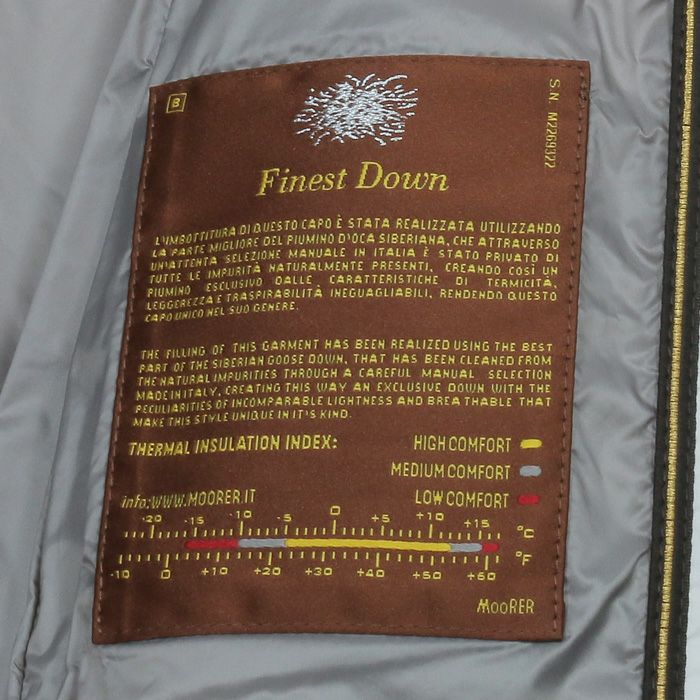 B
S.N. M2269322
Finest Down
L'IMBOTTITURA DI QUESTO CAPO È STATA REALIZZATA UTILIZZANDO
LA PARTE MIGLIORE DEL PIUMINO D'OCA SIBERIANA, CHE ATTRAVERSO
UN'ATTENTA SELEZIONE MANUALE IN ITALIA È STATO PRIVATO DI
TUTTE LE IMPURITÀ NATURALMENTE PRESENTI, CREANDO COSÌ UN
PIUMINO ESCLUSIVO DALLE CARATTERISTICHE DI TERMICITÀ,
LEGGEREZZA E TRASPIRABILITÀ INEGUAGLIABILI, RENDENDO QUESTO
CAPO UNICO NEL SUO GENERE.
THE FILLING OF THIS GARMENT HAS BEEN REALIZED USING THE BEST
PART OF THE SIBERIAN GOOSE DOWN, THAT HAS BEEN CLEANED FROM
THE NATURAL IMPURITIES THROUGH A CAREFUL MANUAL SELECTION
MADE IN ITALY, CREATING THIS WAY AN EXCLUSIVE DOWN WITH THE
PECULIARITIES OF INCOMPARABLE LIGHTNESS AND BREATHABLE THAT
MAKE THIS STYLE UNIQUE IN IT'S KIND.
THERMAL INSULATION INDEX: HIGH COMFORT
MEDIUM COMFORT
info:WWW.MOORER.IT LOW COMFORT
-20 -15 -10 -5 0 +5 +10 +15 °C
-10 0 +10 +20 +30 +40 +50 +60 °F
MOORER